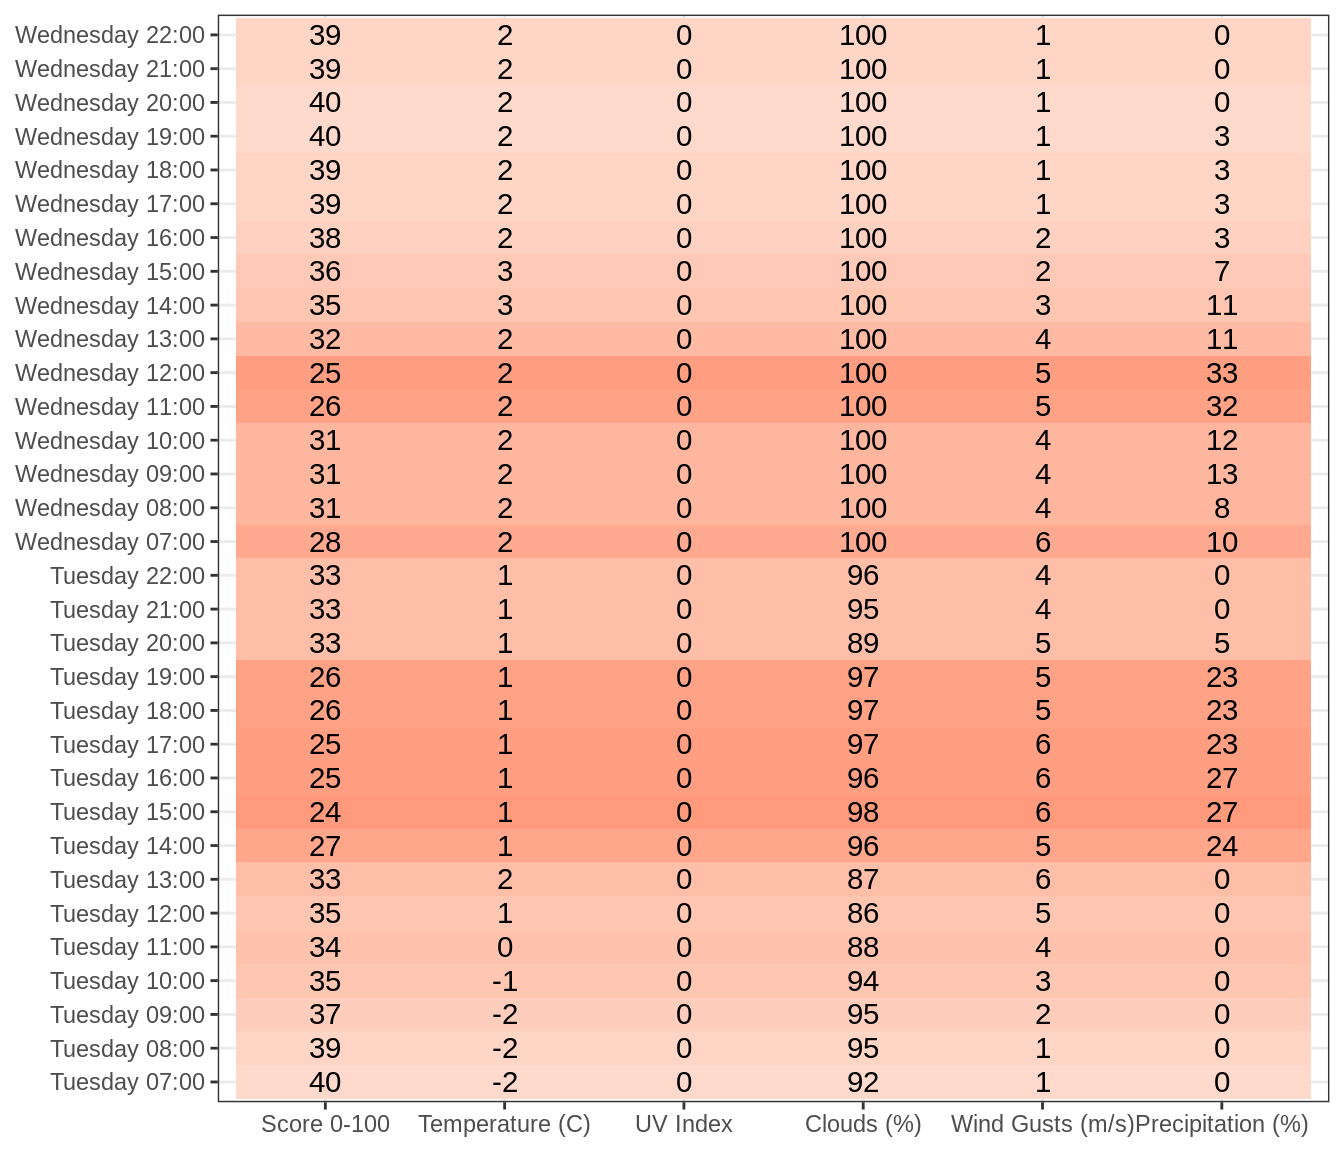 Wednesday 22:00 39 2 0 100 1 0
Wednesday 21:00 39 2 0 100 1 0
Wednesday 20:00 40 2 0 100 1 0
Wednesday 19:00 40 2 0 100 1 3
Wednesday 18:00 39 2 0 100 1 3
Wednesday 17:00 39 2 0 100 1 3
Wednesday 16:00 38 2 0 100 2 3
Wednesday 15:00 36 3 0 100 2 7
Wednesday 14:00 35 3 0 100 3 11
Wednesday 13:00 32 2 0 100 4 11
Wednesday 12:00 25 2 0 100 5 33
Wednesday 11:00 26 2 0 100 5 32
Wednesday 10:00 31 2 0 100 4 12
Wednesday 09:00 31 2 0 100 4 13
Wednesday 08:00 31 2 0 100 4 8
Wednesday 07:00 28 2 0 100 6 10
Tuesday 22:00 33 1 0 96 4 0
Tuesday 21:00 33 1 0 95 4 0
Tuesday 20:00 33 1 0 89 5 5
Tuesday 19:00 26 1 0 97 5 23
Tuesday 18:00 26 1 0 97 5 23
Tuesday 17:00 25 1 0 97 6 23
Tuesday 16:00 25 1 0 96 6 27
Tuesday 15:00 24 1 0 98 6 27
Tuesday 14:00 27 1 0 96 5 24
Tuesday 13:00 33 2 0 87 6 0
Tuesday 12:00 35 1 0 86 5 0
Tuesday 11:00 34 0 0 88 4 0
Tuesday 10:00 35 -1 0 94 3 0
Tuesday 09:00 37 -2 0 95 2 0
Tuesday 08:00 39 -2 0 95 1 0
Tuesday 07:00 40 -2 0 92 1 0
Score 0-100 Temperature (C) UV Index Clouds (%) Wind Gusts (m/s) Precipitation (%)